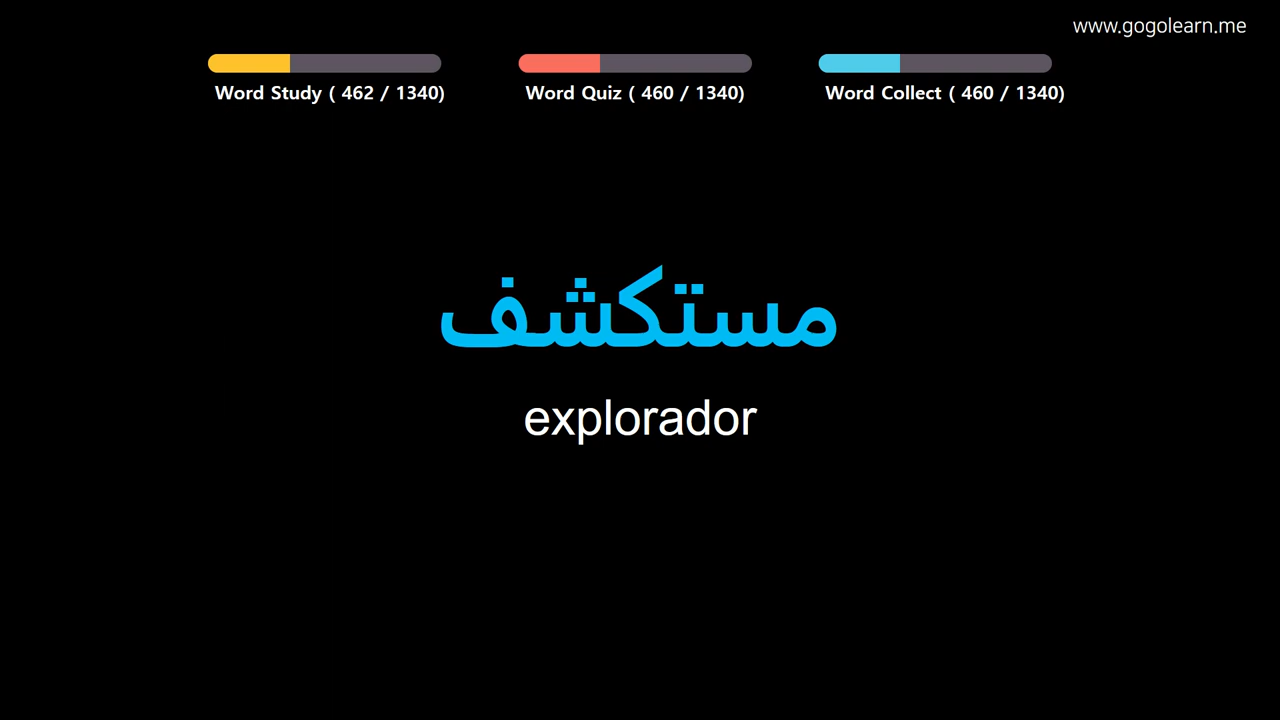 www.gogolearn.me
Word Study ( 462 / 1340)
Word Quiz ( 460 / 1340)
Word Collect ( 460 / 1340)
مستكشف
explorador